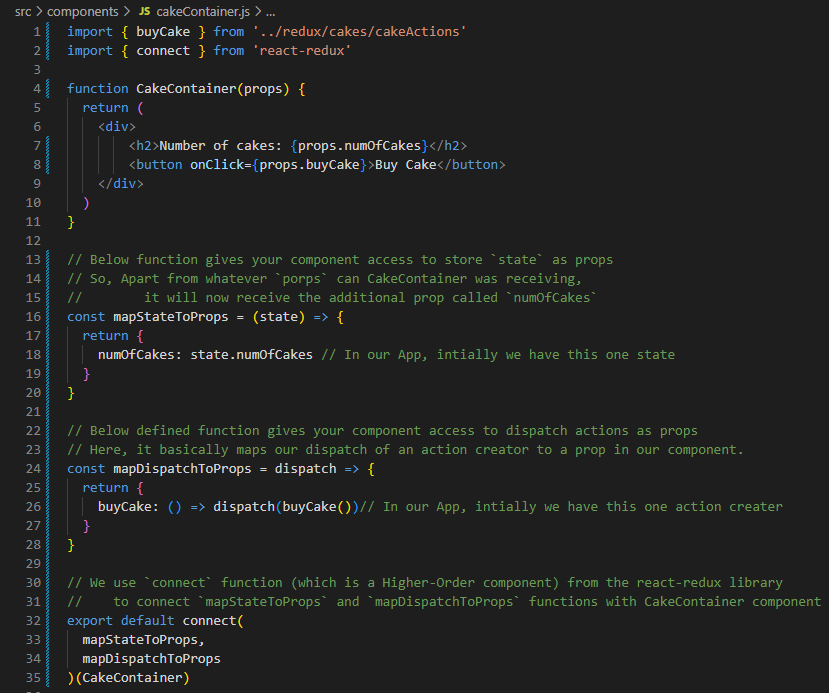 src > components > JS cakeContainer.js > ...
1 import { buyCake } from '../redux/cakes/cakeActions'
2 import { connect } from 'react-redux'
3
4 function CakeContainer(props) {
5   return (
6     <div>
7         <h2>Number of cakes: {props.numOfCakes}</h2>
8         <button onClick={props.buyCake}>Buy Cake</button>
9     </div>
10   )
11 }
12
13 // Below function gives your component access to store `state` as props
14 // So, Apart from whatever `porps` can CakeContainer was receiving,
15 //        it will now receive the additional prop called `numOfCakes`
16 const mapStateToProps = (state) => {
17   return {
18     numOfCakes: state.numOfCakes // In our App, intially we have this one state
19   }
20 }
21
22 // Below defined function gives your component access to dispatch actions as props
23 // Here, it basically maps our dispatch of an action creator to a prop in our component.
24 const mapDispatchToProps = dispatch => {
25   return {
26     buyCake: () => dispatch(buyCake())// In our App, intially we have this one action creater
27   }
28 }
29
30 // We use `connect` function (which is a Higher-Order component) from the react-redux library
31 //    to connect `mapStateToProps` and `mapDispatchToProps` functions with CakeContainer component
32 export default connect(
33   mapStateToProps,
34   mapDispatchToProps
35 )(CakeContainer)